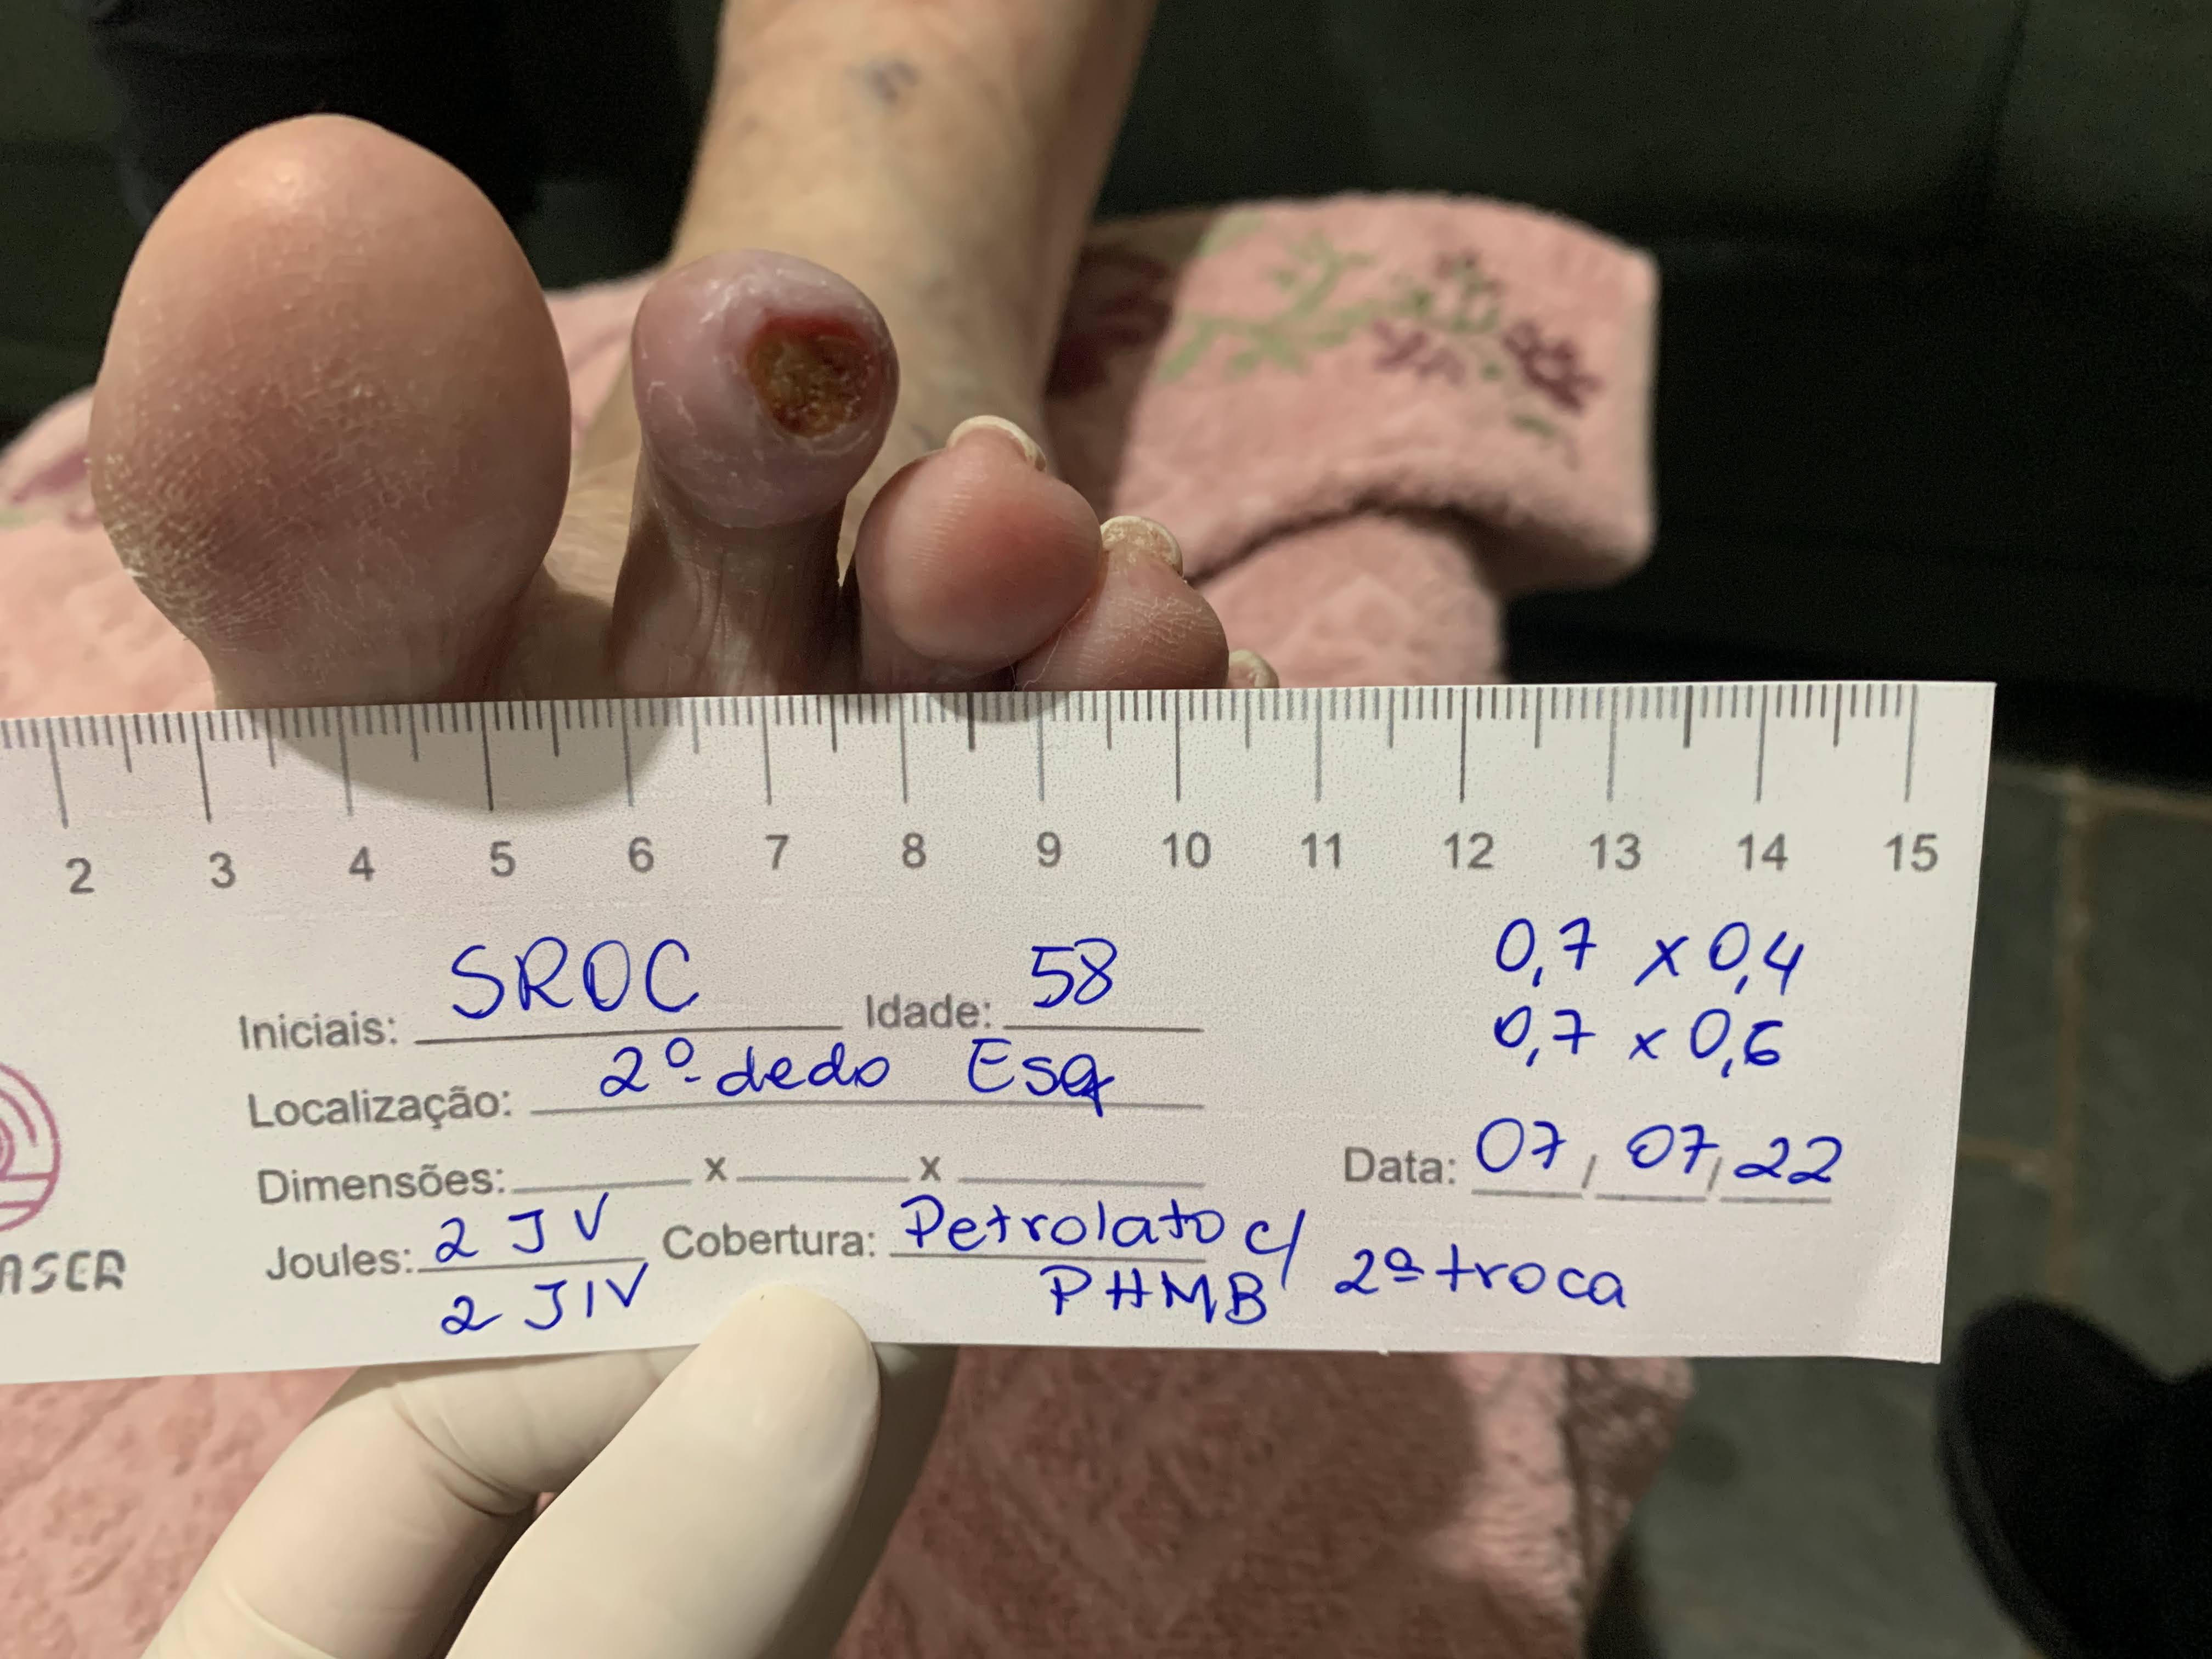 2 3 4 5 6 7 8 9 10 11 12 13 14 15
0,7 x 0,4
0,7 x 0,6
Iniciais: SROC Idade: 58
Localização: 2º dedo Esq
Dimensões: x x
Data: 07/07/22
Joules: 2 JV Cobertura: Petrolato c/
2 JIV PHMB 2ª troca